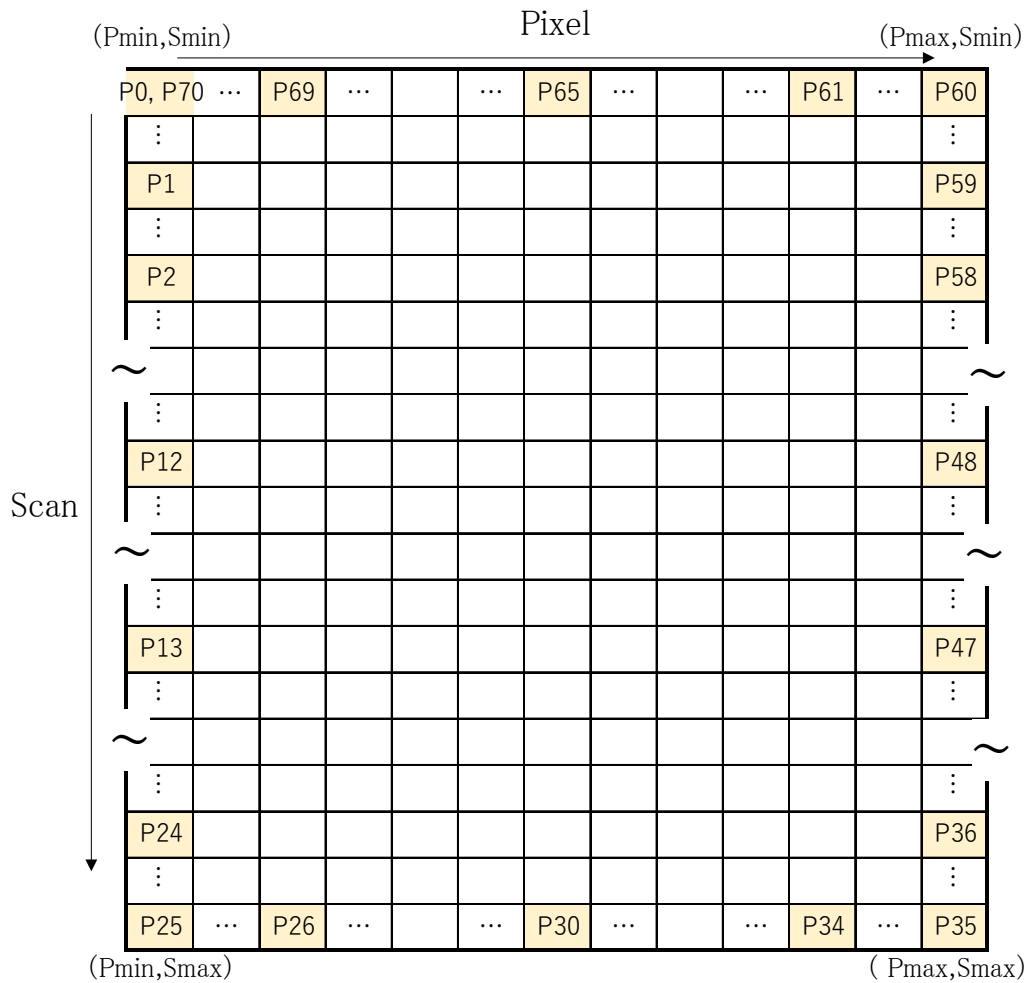 Pixel
(Pmin,Smin) (Pmax,Smin)
P0, P70 … P69 … … P65 … … P61 … P60
⋮ ⋮
P1 P59
⋮ ⋮
P2 P58
⋮ ⋮
~ ~
⋮ ⋮
P12 P48
Scan ⋮ ⋮
~ ~
⋮ ⋮
P13 P47
⋮ ⋮
~ ~
⋮ ⋮
P24 P36
⋮ ⋮
P25 … P26 … … P30 … … P34 … P35
(Pmin,Smax) ( Pmax,Smax)